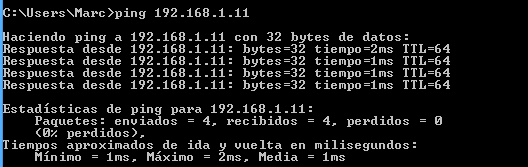 C:\Users\Marc>ping 192.168.1.11
Haciendo ping a 192.168.1.11 con 32 bytes de datos:
Respuesta desde 192.168.1.11: bytes=32 tiempo=2ms TTL=64
Respuesta desde 192.168.1.11: bytes=32 tiempo=1ms TTL=64
Respuesta desde 192.168.1.11: bytes=32 tiempo=1ms TTL=64
Respuesta desde 192.168.1.11: bytes=32 tiempo=1ms TTL=64
Estadísticas de ping para 192.168.1.11:
Paquetes: enviados = 4, recibidos = 4, perdidos = 0
(0% perdidos),
Tiempos aproximados de ida y vuelta en milisegundos:
Mínimo = 1ms, Máximo = 2ms, Media = 1ms